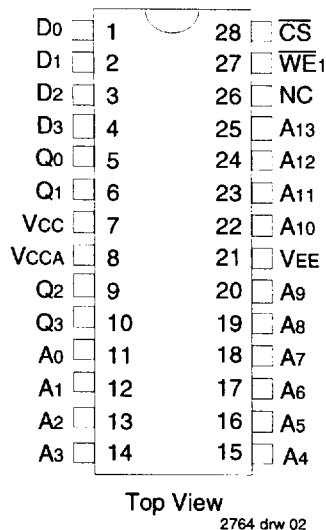 D0 1 28 CS
D1 2 27 WE1
D2 3 26 NC
D3 4 25 A13
Q0 5 24 A12
Q1 6 23 A11
VCC 7 22 A10
VCCA 8 21 VEE
Q2 9 20 A9
Q3 10 19 A8
A0 11 18 A7
A1 12 17 A6
A2 13 16 A5
A3 14 15 A4
Top View
2764 drw 02